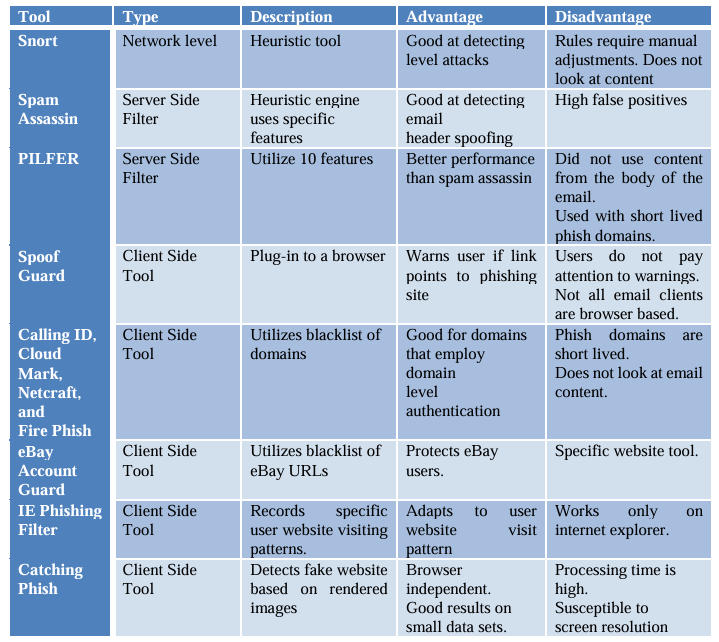 Tool Type Description Advantage Disadvantage
Snort Network level Heuristic tool Good at detecting Rules require manual
level attacks adjustments. Does not
look at content
Spam Server Side Heuristic engine Good at detecting High false positives
Assassin Filter uses specific email
features header spoofing
PILFER Server Side Utilize 10 features Better performance Did not use content
Filter than spam assassin from the body of the
email.
Used with short lived
phish domains.
Spoof Client Side Plug-in to a browser Warns user if link Users do not pay
Guard Tool points to phishing attention to warnings.
site Not all email clients
are browser based.
Calling ID, Client Side Utilizes blacklist of Good for domains Phish domains are
Cloud Tool domains that employ short lived.
Mark, domain Does not look at email
Netcraft, level content.
and authentication
Fire Phish
eBay Client Side Utilizes blacklist of Protects eBay Specific website tool.
Account Tool eBay URLs users.
Guard
IE Phishing Client Side Records specific Adapts to user Works only on
Filter Tool user website visiting website visit internet explorer.
patterns. pattern
Catching Client Side Detects fake website Browser Processing time is
Phish Tool based on rendered independent. high.
images Good results on Susceptible to
small data sets. screen resolution